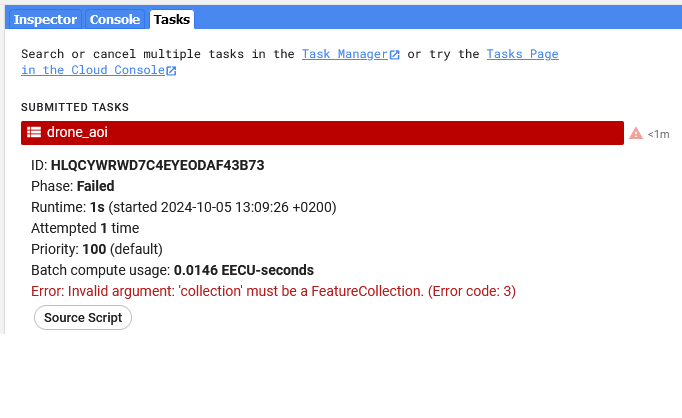 Inspector Console Tasks
Search or cancel multiple tasks in the Task Manager or try the Tasks Page
in the Cloud Console
SUBMITTED TASKS
drone_aoi <1m
ID: HLQCYWRWD7C4EYEODAF43B73
Phase: Failed
Runtime: 1s (started 2024-10-05 13:09:26 +0200)
Attempted 1 time
Priority: 100 (default)
Batch compute usage: 0.0146 EECU-seconds
Error: Invalid argument: 'collection' must be a FeatureCollection. (Error code: 3)
Source Script